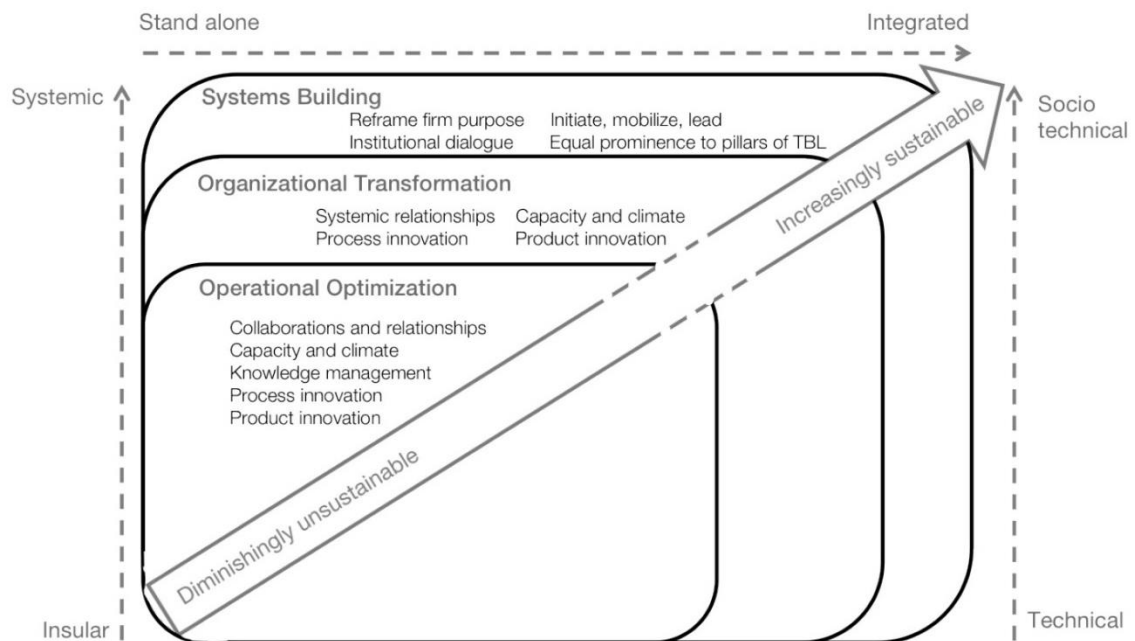 Stand alone
Integrated
Systemic
Socio
technical
Systems Building
Reframe firm purpose
Initiate, mobilize, lead
Institutional dialogue
Equal prominence to pillars of TBL
Organizational Transformation
Systemic relationships
Capacity and climate
Process innovation
Product innovation
Increasingly sustainable
Operational Optimization
Collaborations and relationships
Capacity and climate
Knowledge management
Process innovation
Product innovation
Diminishingly unsustainable
Insular
Technical